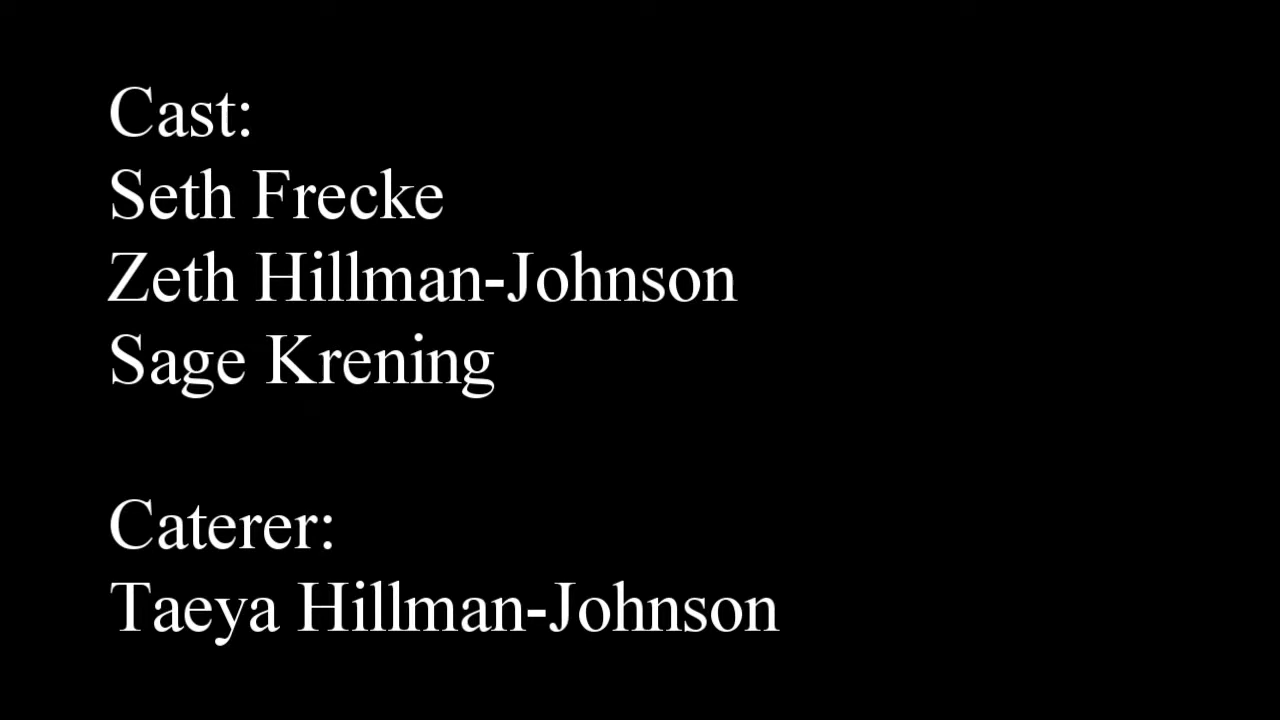 Cast:
Seth Frecke
Zeth Hillman-Johnson
Sage Krening
Caterer:
Taeya Hillman-Johnson